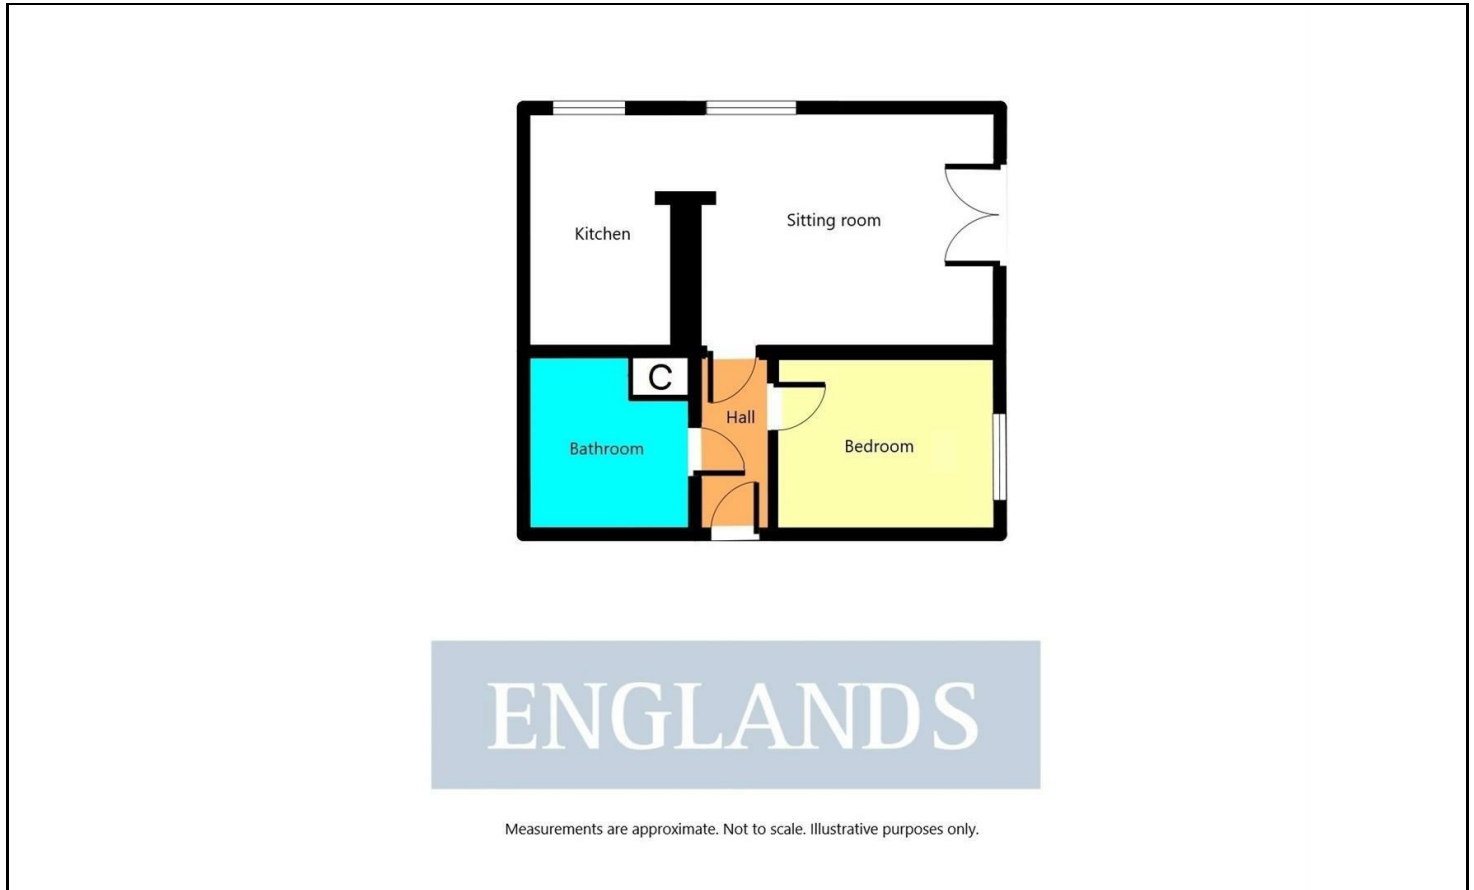 Kitchen
Sitting room
C
Hall
Bathroom
Bedroom
ENGLANDS
Measurements are approximate. Not to scale. Illustrative purposes only.